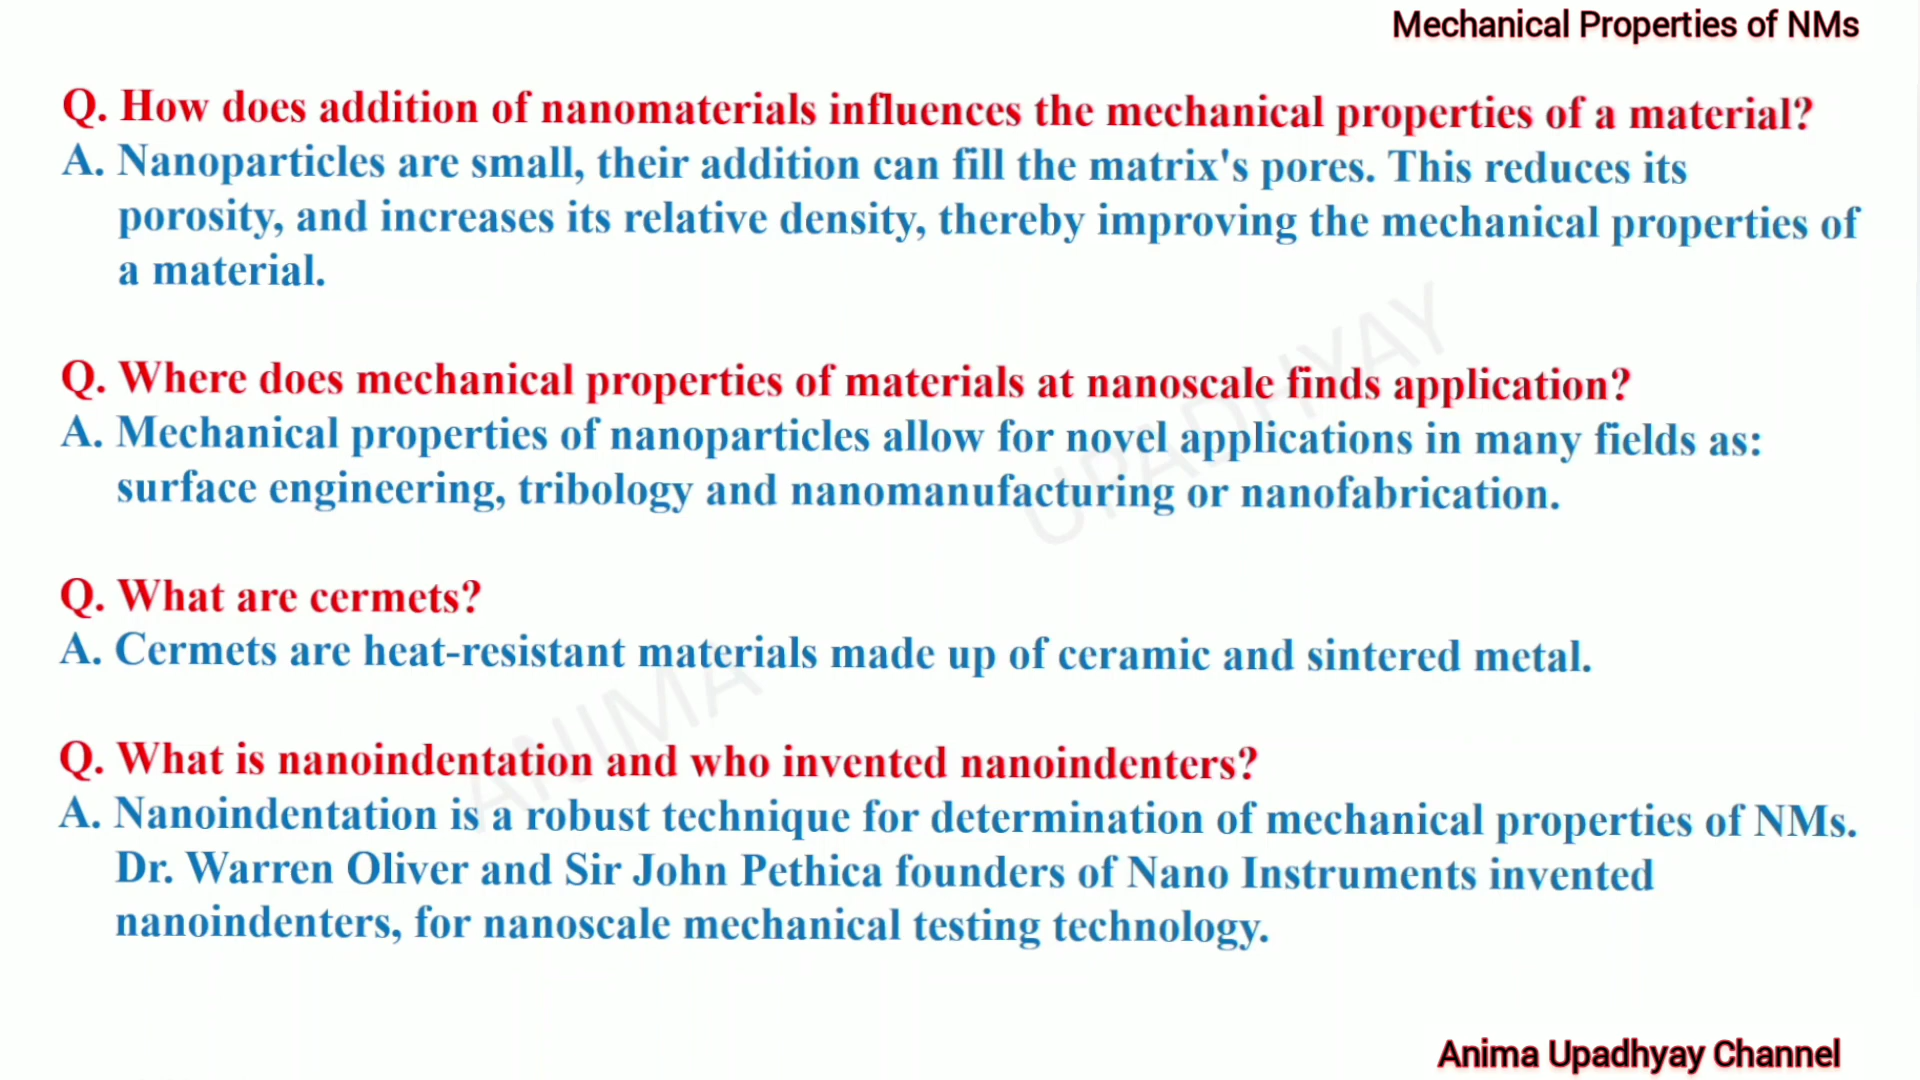 Mechanical Properties of NMs
Q. How does addition of nanomaterials influences the mechanical properties of a material?
A. Nanoparticles are small, their addition can fill the matrix's pores. This reduces its
porosity, and increases its relative density, thereby improving the mechanical properties of
a material.
Q. Where does mechanical properties of materials at nanoscale finds application?
A. Mechanical properties of nanoparticles allow for novel applications in many fields as:
surface engineering, tribology and nanomanufacturing or nanofabrication.
Q. What are cermets?
A. Cermets are heat-resistant materials made up of ceramic and sintered metal.
Q. What is nanoindentation and who invented nanoindenters?
A. Nanoindentation is a robust technique for determination of mechanical properties of NMs.
Dr. Warren Oliver and Sir John Pethica founders of Nano Instruments invented
nanoindenters, for nanoscale mechanical testing technology.
ANIMA UPADHYAY
Anima Upadhyay Channel